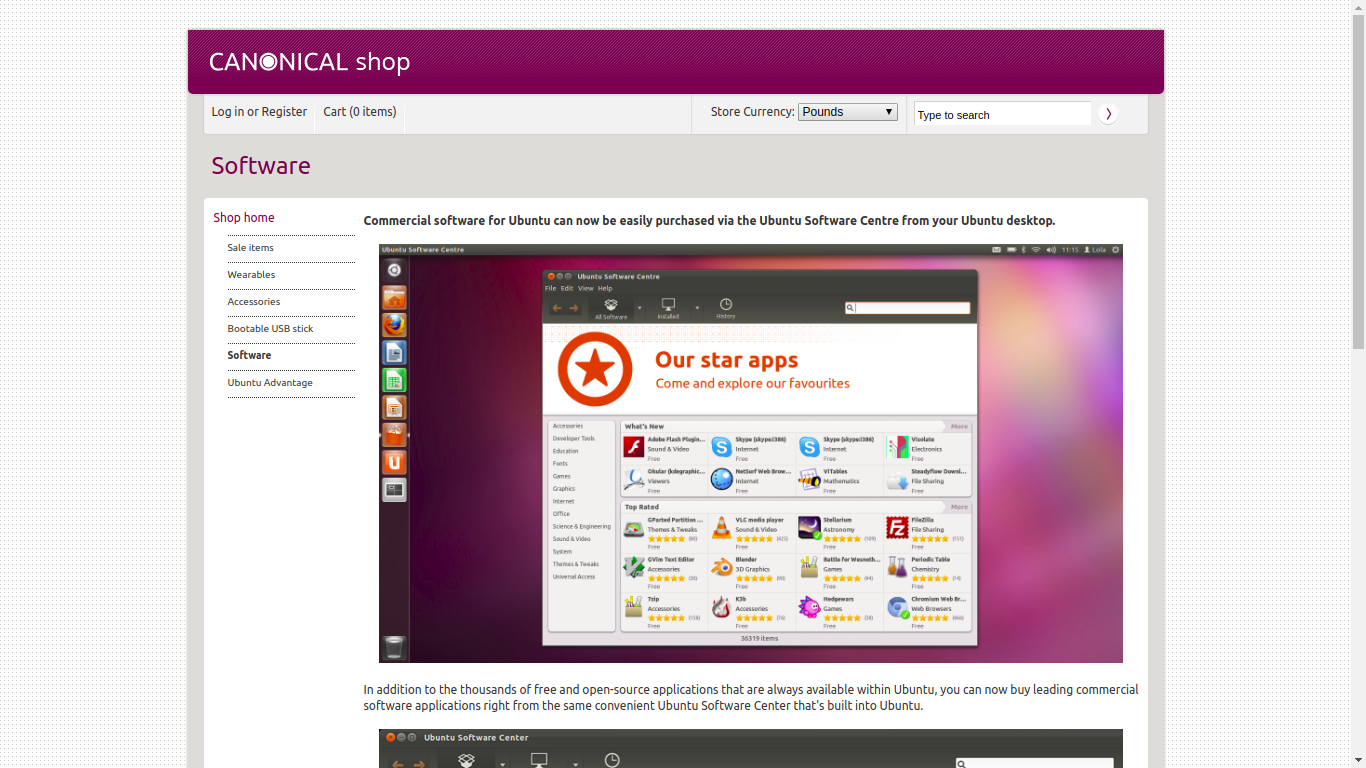 CANONICAL shop
Log in or Register
Cart (0 items)
Store Currency: Pounds
Type to search
Software
Shop home
Sale items
Wearables
Accessories
Bootable USB stick
Software
Ubuntu Advantage
Commercial software for Ubuntu can now be easily purchased via the Ubuntu Software Centre from your Ubuntu desktop.
Ubuntu Software Centre
11:15 Lola
Ubuntu Software Centre
File Edit View Help
All Software
Installed
History
Our star apps
Come and explore our favourites
Accessories
Developer Tools
Education
Fonts
Games
Graphics
Internet
Office
Science & Engineering
Sound & Video
System
Themes & Tweaks
Universal Access
What's New
More
Adobe Flash Plugin...
Sound & Video
Free
Skype (skype:i386)
Internet
Free
Skype (skype:i386)
Internet
Free
Visolate
Electronics
Free
Okular (kdegraphic...
Viewers
Free
NetSurf Web Brow...
Internet
Free
ViTables
Mathematics
Free
Steadyflow Downl...
File Sharing
Free
Top Rated
More
GParted Partition ...
Themes & Tweaks
Free
VLC media player
Sound & Video
Free
Stellarium
Astronomy
Free
FileZilla
File Sharing
Free
GVim Text Editor
Accessories
Free
Blender
3D Graphics
Free
Battle for Wesnoth...
Games
Free
Periodic Table
Chemistry
Free
7zip
Accessories
Free
K3b
Accessories
Free
Hedgewars
Games
Free
Chromium Web Br...
Web Browsers
Free
36319 items
In addition to the thousands of free and open-source applications that are always available within Ubuntu, you can now buy leading commercial
software applications right from the same convenient Ubuntu Software Center that's built into Ubuntu.
Ubuntu Software Center